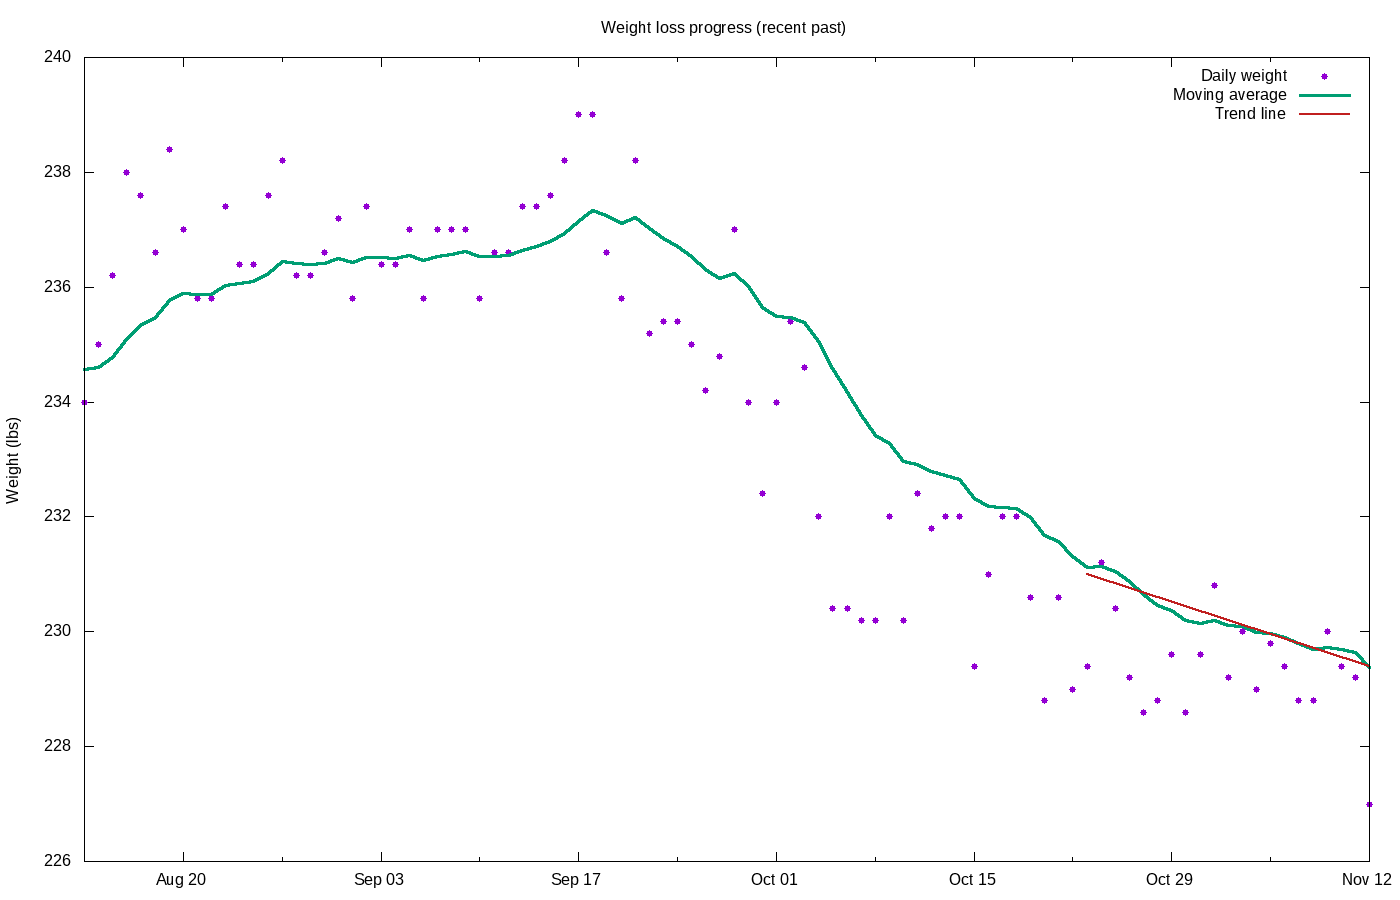 Weight loss progress (recent past)
240
238
236
234
232
230
228
226
Weight (lbs)
Daily weight
Moving average
Trend line
Aug 20 Sep 03 Sep 17 Oct 01 Oct 15 Oct 29 Nov 12